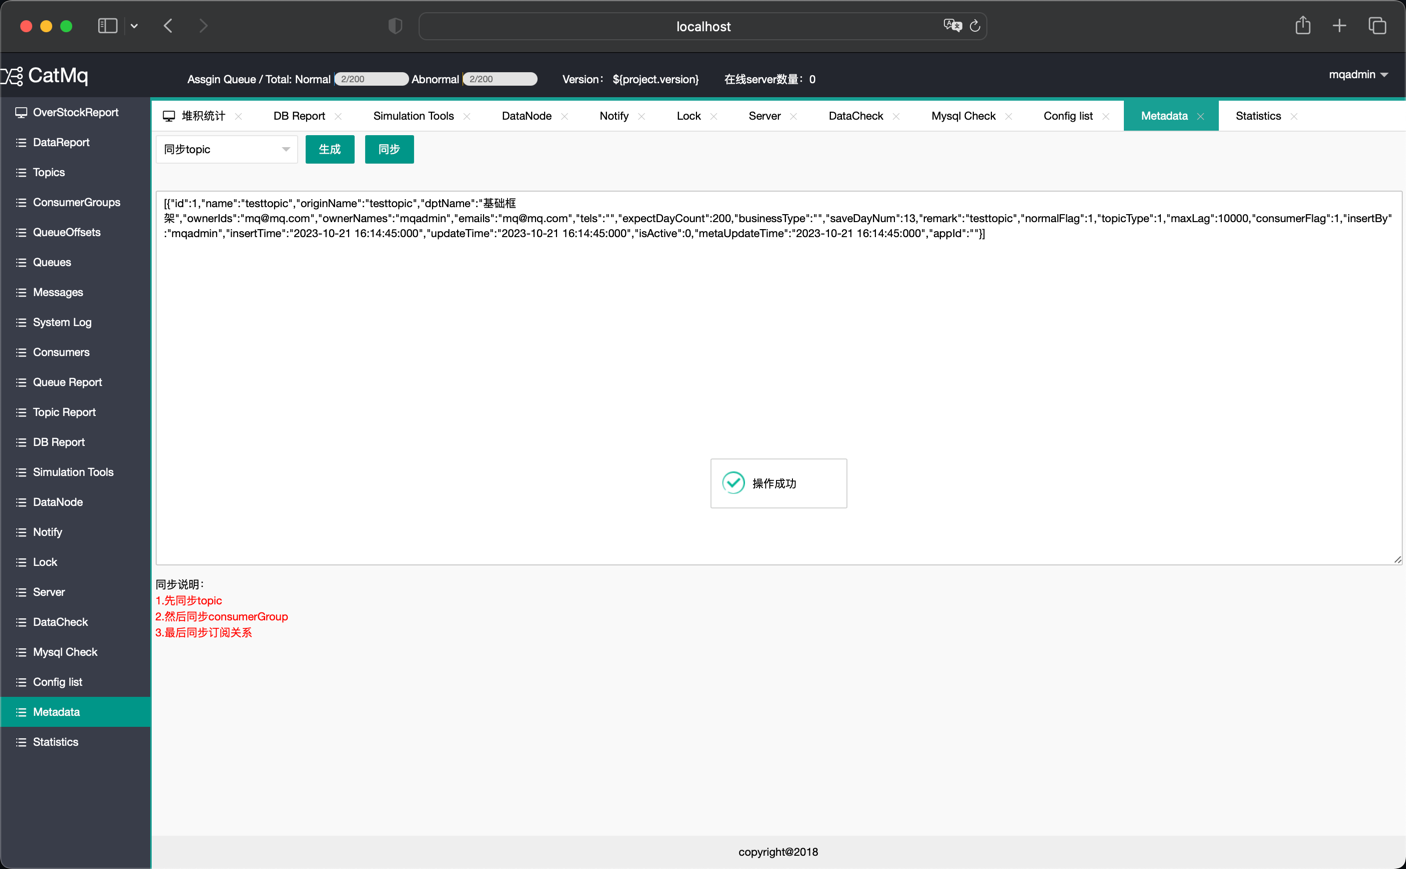 localhost
CatMq
Assgin Queue / Total: Normal 2/200 Abnormal 2/200 Version： ${project.version} 在线server数量：0
mqadmin
OverStockReport
DataReport
Topics
ConsumerGroups
QueueOffsets
Queues
Messages
System Log
Consumers
Queue Report
Topic Report
DB Report
Simulation Tools
DataNode
Notify
Lock
Server
DataCheck
Mysql Check
Config list
Metadata
Statistics
堆积统计 DB Report Simulation Tools DataNode Notify Lock Server DataCheck Mysql Check Config list Metadata Statistics
同步topic 生成 同步
[{"id":1,"name":"testtopic","originName":"testtopic","dptName":"基础框
架","ownerIds":"mq@mq.com","ownerNames":"mqadmin","emails":"mq@mq.com","tels":"","expectDayCount":200,"businessType":"","saveDayNum":13,"remark":"testtopic","normalFlag":1,"topicType":1,"maxLag":10000,"consumerFlag":1,"insertBy"
:"mqadmin","insertTime":"2023-10-21 16:14:45:000","updateTime":"2023-10-21 16:14:45:000","isActive":0,"metaUpdateTime":"2023-10-21 16:14:45:000","appId":""}]
操作成功
同步说明：
1.先同步topic
2.然后同步consumerGroup
3.最后同步订阅关系
copyright@2018